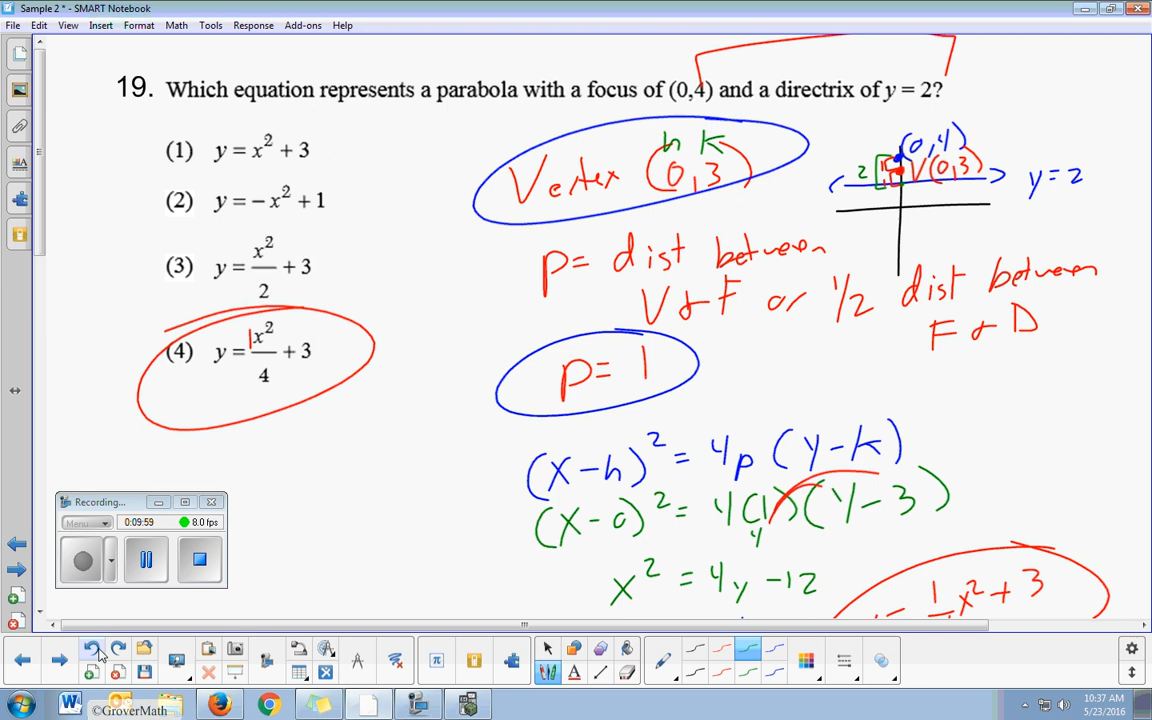 Sample 2 * - SMART Notebook
File Edit View Insert Format Math Tools Response Add-ons Help
19. Which equation represents a parabola with a focus of (0,4) and a directrix of y = 2?
(1) y = x² + 3
(2) y = -x² + 1
(3) y = x²/2 + 3
(4) y = 1x²/4 + 3
h k
Vertex (0,3)
(0,4)
2 1 1 V(0,3)
y = 2
p = dist between
V & F or 1/2 dist between
F & D
p = 1
(x-h)² = 4p (y-k)
(x-0)² = 4(1)(y-3)
4
x² = 4y -12
= 1/4 x² + 3
Recording...
Menu 0:09:59 8.0 fps
©GroverMath
10:37 AM
5/23/2016